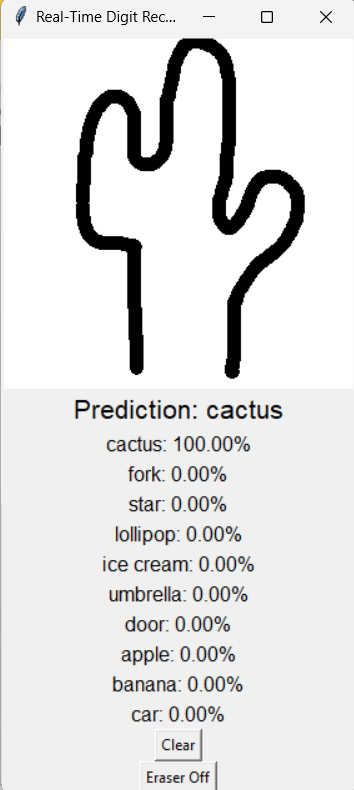 Real-Time Digit Rec...
Prediction: cactus
cactus: 100.00%
fork: 0.00%
star: 0.00%
lollipop: 0.00%
ice cream: 0.00%
umbrella: 0.00%
door: 0.00%
apple: 0.00%
banana: 0.00%
car: 0.00%
Clear
Eraser Off